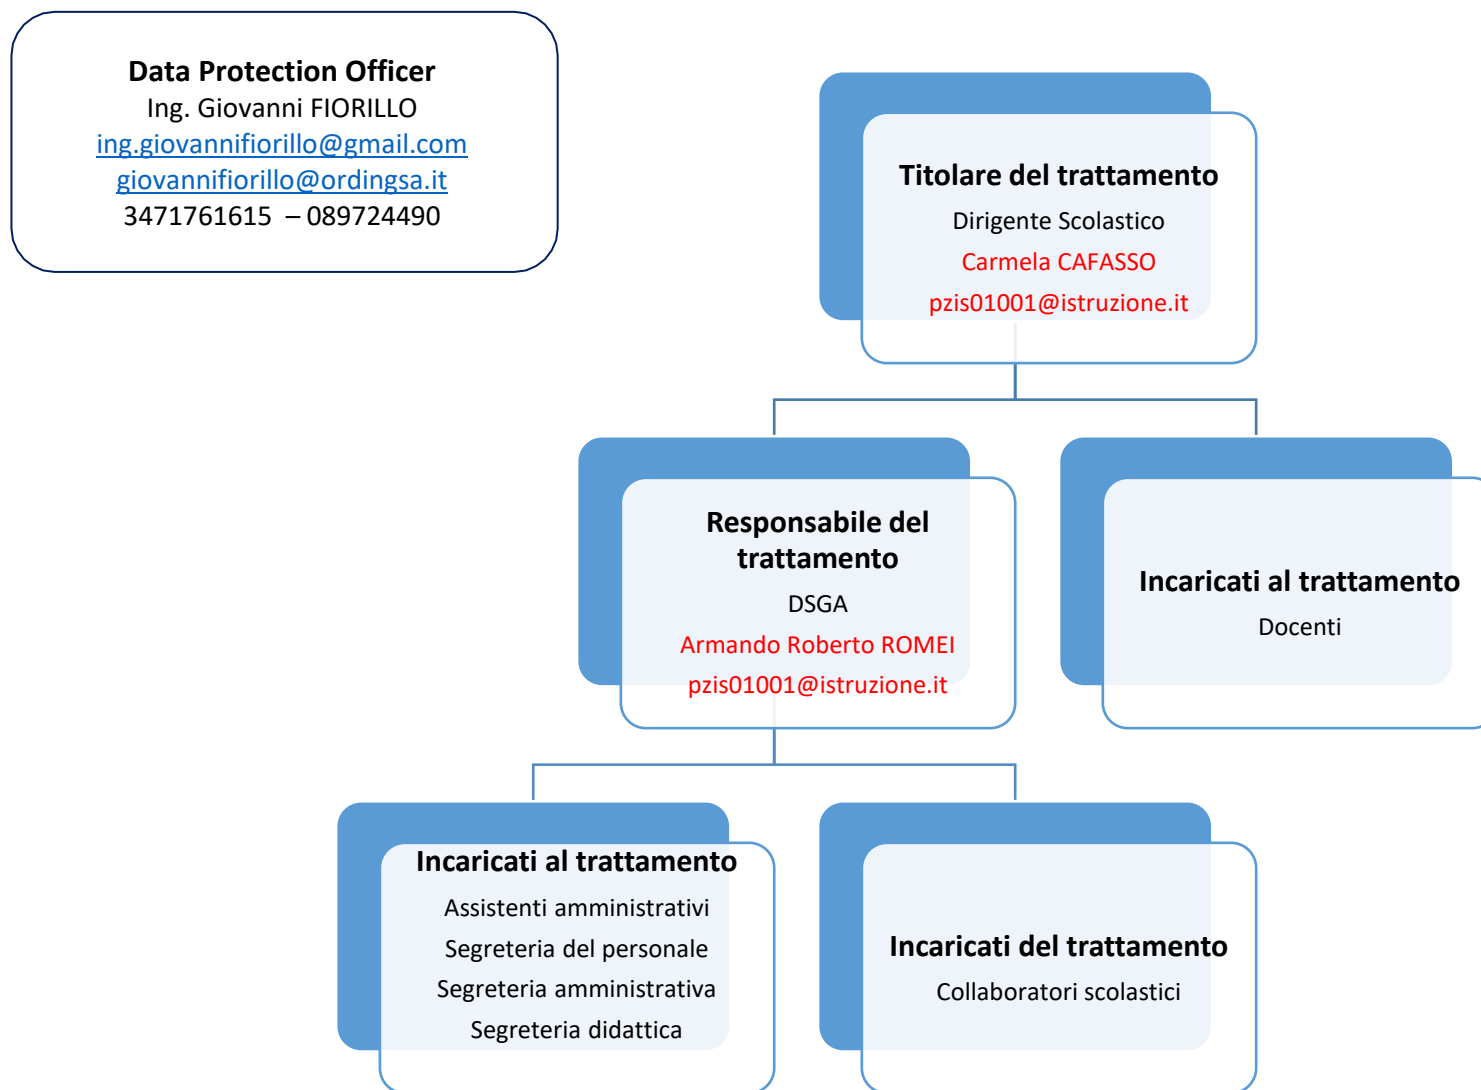 Data Protection Officer
Ing. Giovanni FIORILLO
ing.giovannifiorillo@gmail.com
giovannifiorillo@ordingsa.it
3471761615 – 089724490
Titolare del trattamento
Dirigente Scolastico
Carmela CAFASSO
pzis01001@istruzione.it
Responsabile del
trattamento
DSGA
Armando Roberto ROMEI
pzis01001@istruzione.it
Incaricati al trattamento
Docenti
Incaricati al trattamento
Assistenti amministrativi
Segreteria del personale
Segreteria amministrativa
Segreteria didattica
Incaricati del trattamento
Collaboratori scolastici